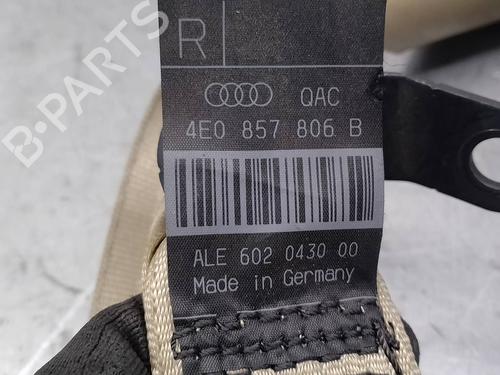 B-PARTS
R
QAC
4E0 857 806 B
ALE 602 0430 00
Made in Germany